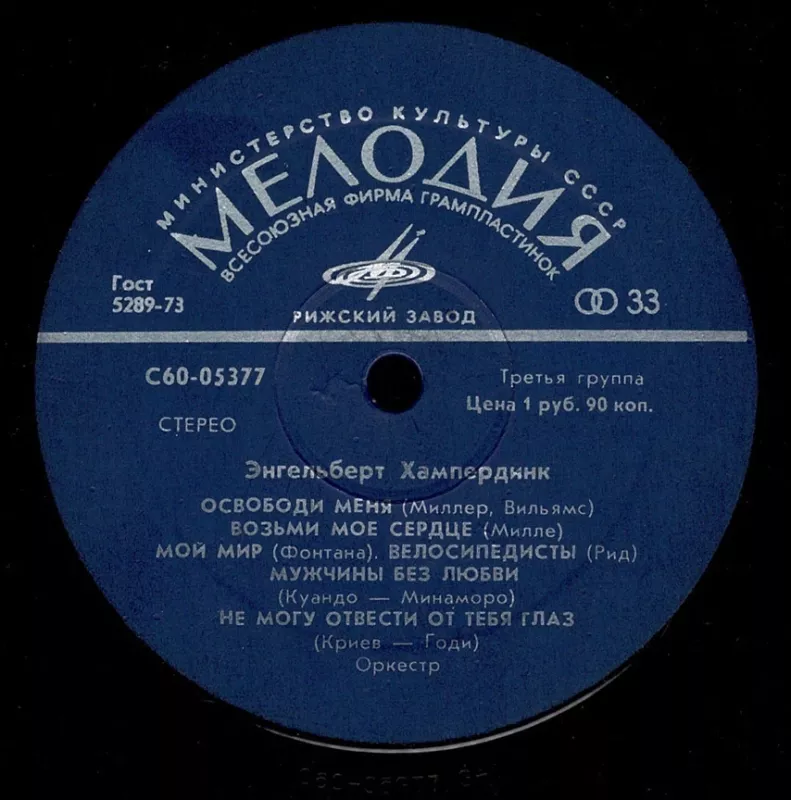 МИНИСТЕРСТВО КУЛЬТУРЫ СССР
МЕЛОДИЯ
ВСЕСОЮЗНАЯ ФИРМА ГРАМПЛАСТИНОК
Гост
5289-73
33
РИЖСКИЙ ЗАВОД
С60-05377
Третья группа
Цена 1 руб. 90 коп.
СТЕРЕО
Энгельберт Хампердинк
ОСВОБОДИ МЕНЯ (Миллер, Вильямс)
ВОЗЬМИ МОЕ СЕРДЦЕ (Милле)
МОЙ МИР (Фонтана). ВЕЛОСИПЕДИСТЫ (Рид)
МУЖЧИНЫ БЕЗ ЛЮБВИ
(Куандо — Минаморо)
НЕ МОГУ ОТВЕСТИ ОТ ТЕБЯ ГЛАЗ
(Криев — Годи)
Оркестр